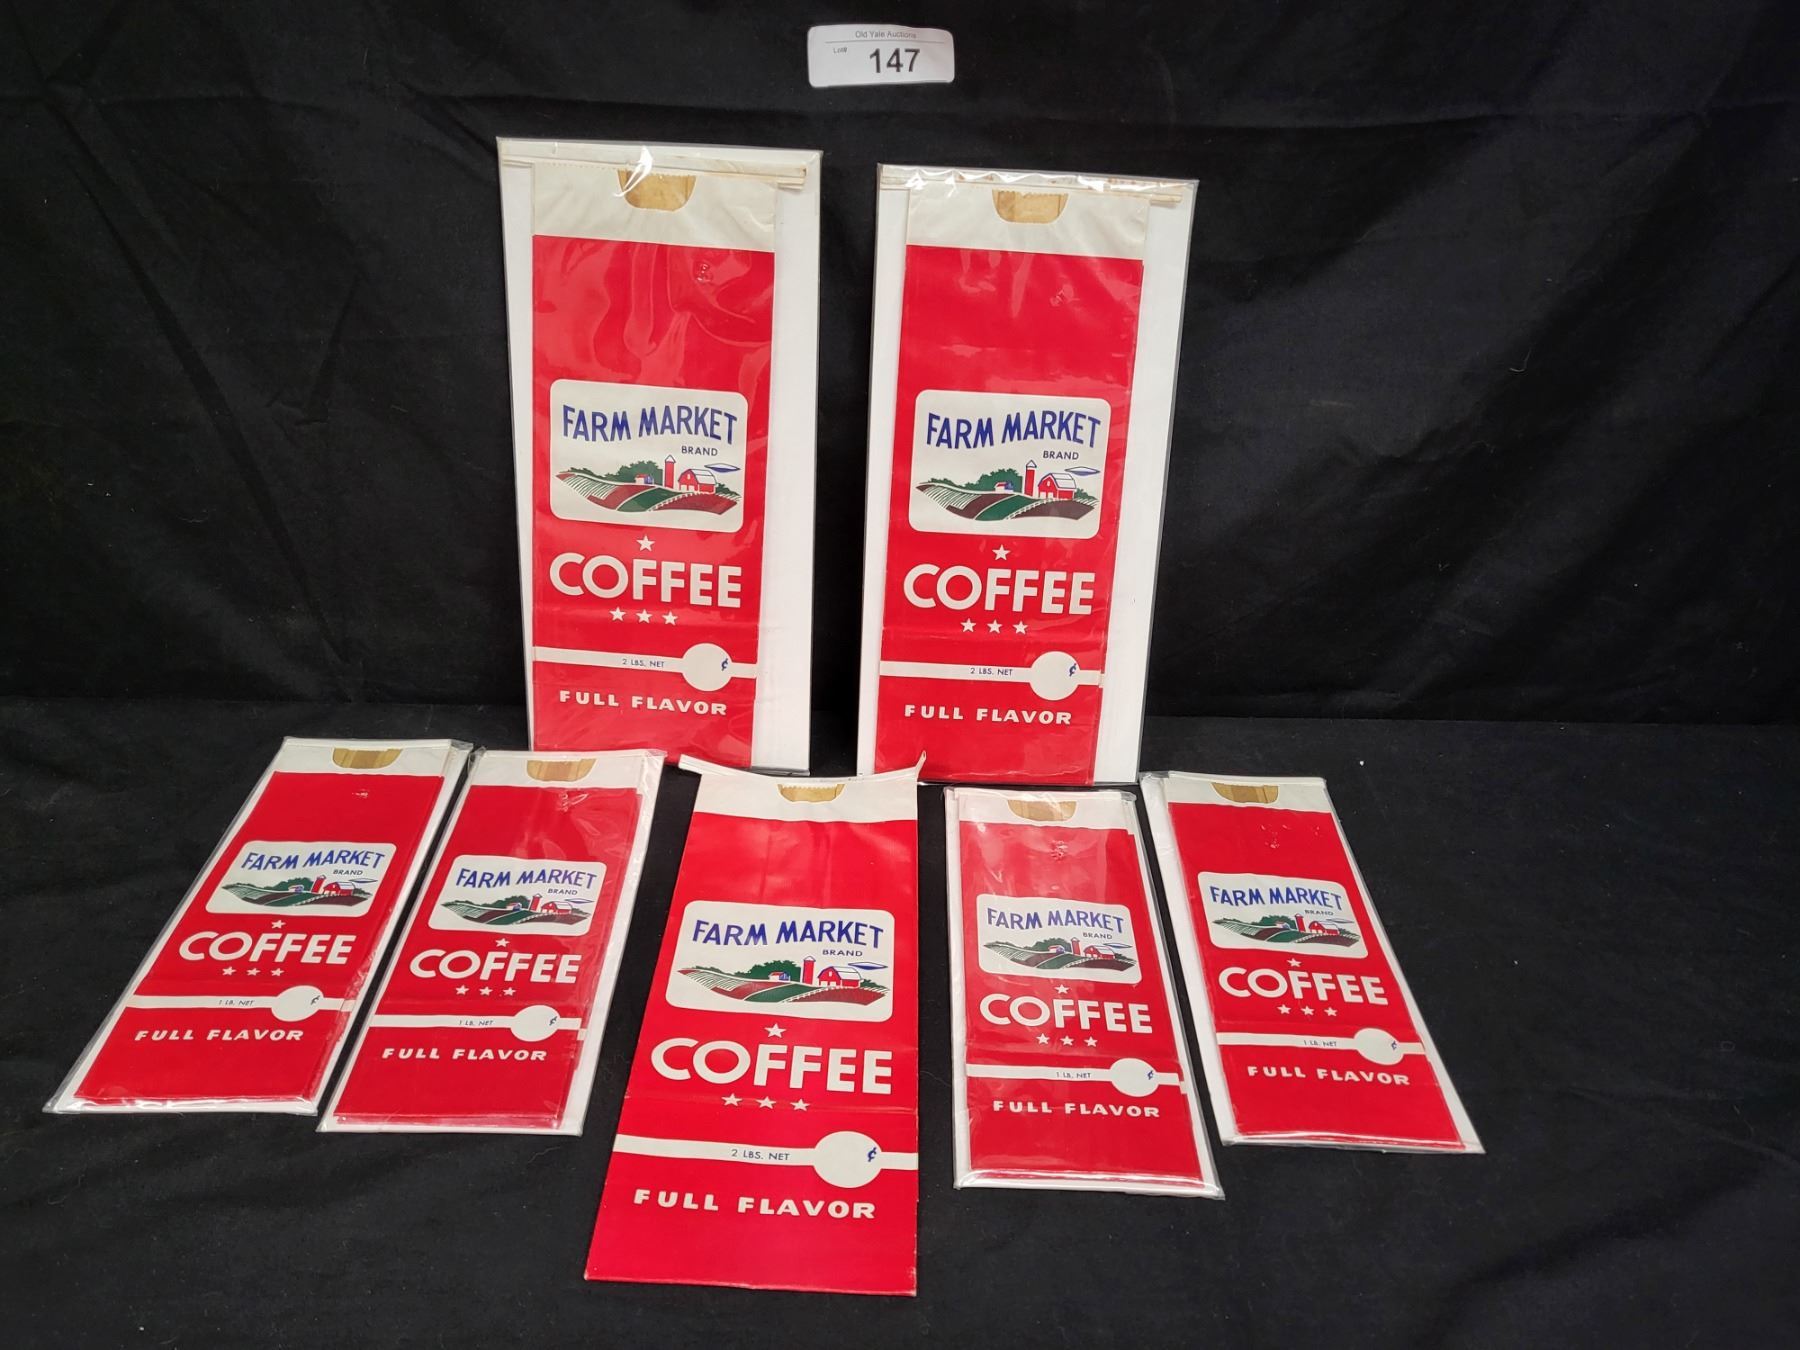 Old Yale Auctions
Lot# 147
FARM MARKET
BRAND
COFFEE
2 LBS. NET ¢
FULL FLAVOR
FARM MARKET
BRAND
COFFEE
2 LBS. NET ¢
FULL FLAVOR
FARM MARKET
BRAND
COFFEE
1 LB. NET ¢
FULL FLAVOR
FARM MARKET
BRAND
COFFEE
1 LB. NET ¢
FULL FLAVOR
FARM MARKET
BRAND
COFFEE
2 LBS. NET ¢
FULL FLAVOR
FARM MARKET
BRAND
COFFEE
1 LB. NET ¢
FULL FLAVOR
FARM MARKET
BRAND
COFFEE
1 LB. NET ¢
FULL FLAVOR